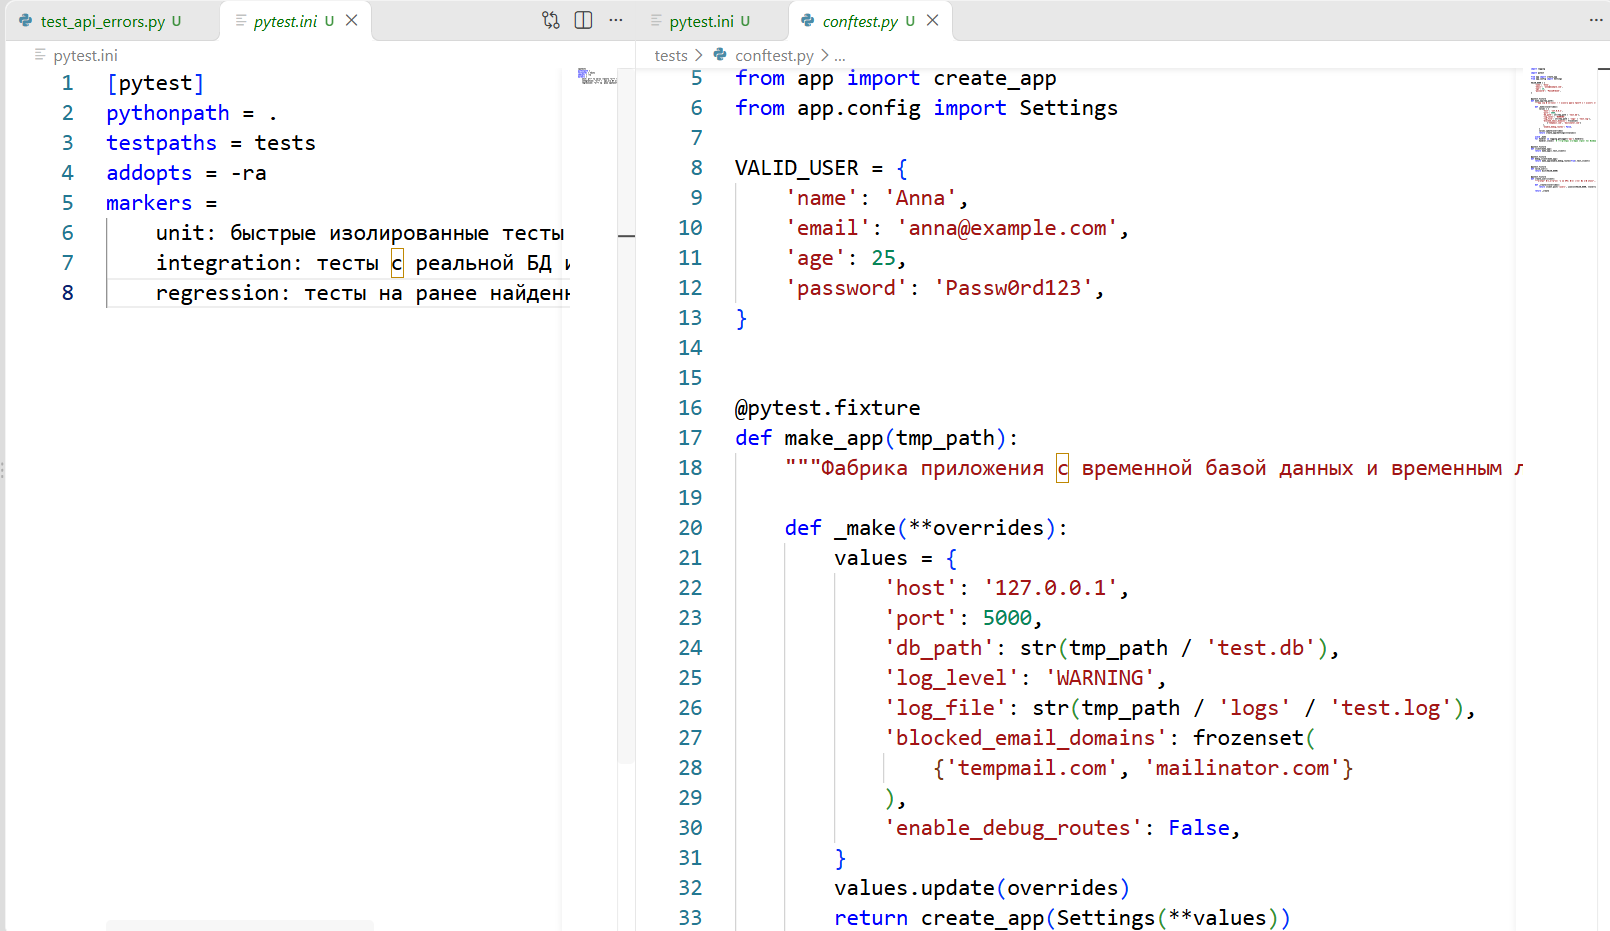 test_api_errors.py U
pytest.ini U
pytest.ini U
conftest.py U
pytest.ini
tests > conftest.py > ...
1 [pytest]
2 pythonpath = .
3 testpaths = tests
4 addopts = -ra
5 markers =
6 unit: быстрые изолированные тесты
7 integration: тесты с реальной БД и
8 regression: тесты на ранее найденн
5 from app import create_app
6 from app.config import Settings
7
8 VALID_USER = {
9 'name': 'Anna',
10 'email': 'anna@example.com',
11 'age': 25,
12 'password': 'Passw0rd123',
13 }
14
15
16 @pytest.fixture
17 def make_app(tmp_path):
18 """Фабрика приложения с временной базой данных и временным л
19
20 def _make(**overrides):
21 values = {
22 'host': '127.0.0.1',
23 'port': 5000,
24 'db_path': str(tmp_path / 'test.db'),
25 'log_level': 'WARNING',
26 'log_file': str(tmp_path / 'logs' / 'test.log'),
27 'blocked_email_domains': frozenset(
28 {'tempmail.com', 'mailinator.com'}
29 ),
30 'enable_debug_routes': False,
31 }
32 values.update(overrides)
33 return create_app(Settings(**values))